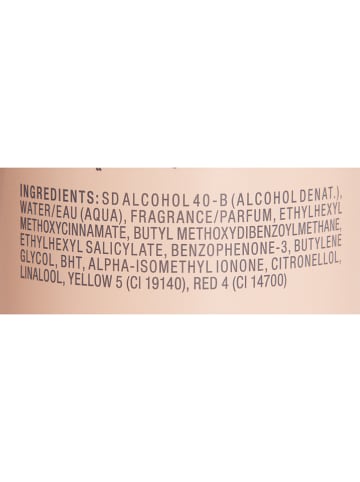 INGREDIENTS: SD ALCOHOL 40-B (ALCOHOL DENAT.),
WATER/EAU (AQUA), FRAGRANCE/PARFUM, ETHYLHEXYL
METHOXYCINNAMATE, BUTYL METHOXYDIBENZOYLMETHANE,
ETHYLHEXYL SALICYLATE, BENZOPHENONE-3, BUTYLENE
GLYCOL, BHT, ALPHA-ISOMETHYL IONONE, CITRONELLOL,
LINALOOL, YELLOW 5 (CI 19140), RED 4 (CI 14700)